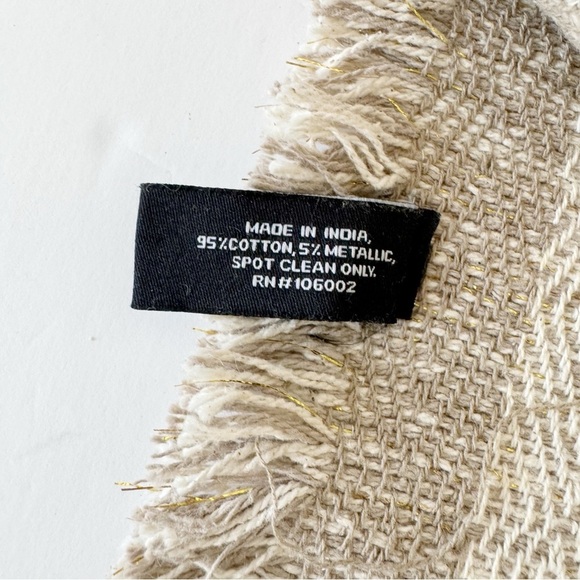 MADE IN INDIA,
95%COTTON, 5% METALLIC,
SPOT CLEAN ONLY.
RN#106002